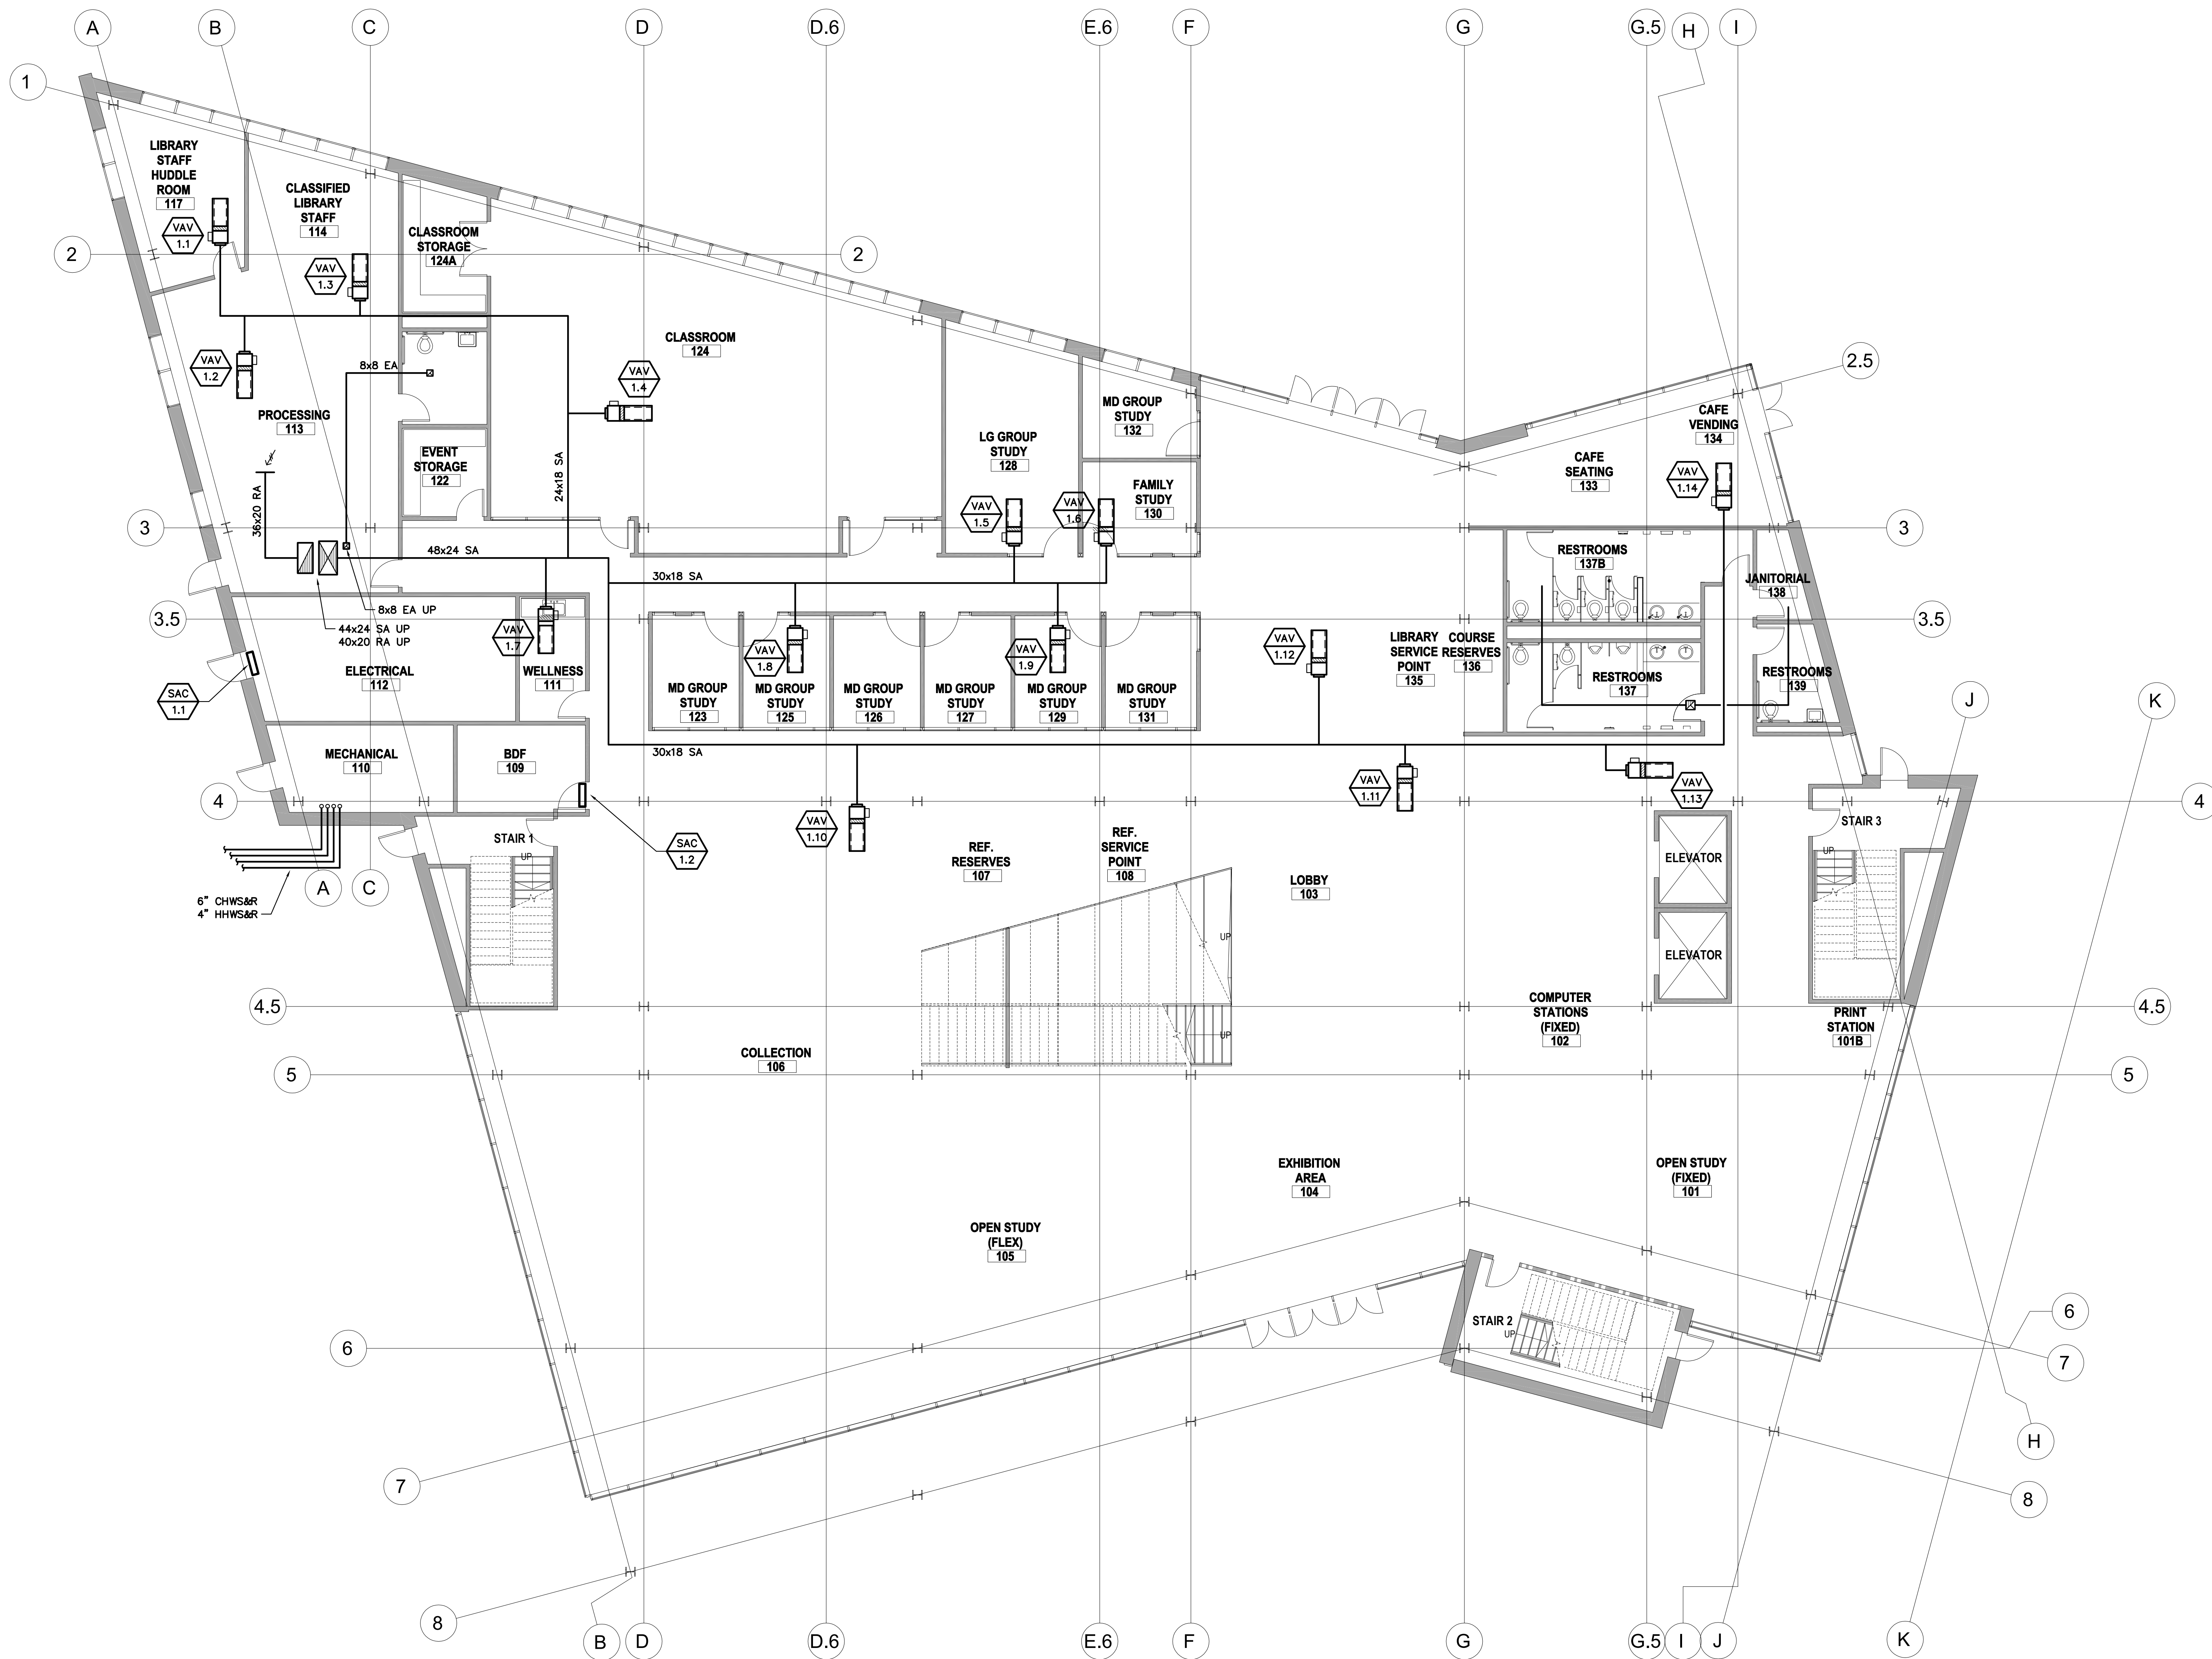 A
B
C
D
D.6
E.6
F
G
G.5
H
I
1
LIBRARY
STAFF
HUDDLE
ROOM
117
CLASSIFIED
LIBRARY
STAFF
114
VAV
1.1
CLASSROOM
STORAGE
124A
2
2
VAV
1.3
CLASSROOM
124
VAV
1.2
8x8 EA
VAV
1.4
2.5
PROCESSING
113
MD GROUP
STUDY
132
CAFE
VENDING
134
LG GROUP
STUDY
128
EVENT
STORAGE
122
CAFE
SEATING
133
VAV
1.14
36x20 RA
24x18 SA
FAMILY
STUDY
130
VAV
1.5
VAV
1.6
3
3
48x24 SA
RESTROOMS
137B
30x18 SA
JANITORIAL
138
8x8 EA UP
3.5
3.5
44x24 SA UP
40x20 RA UP
VAV
1.7
VAV
1.8
VAV
1.9
VAV
1.12
LIBRARY
SERVICE
POINT
135
COURSE
RESERVES
136
ELECTRICAL
112
WELLNESS
111
SAC
1.1
MD GROUP
STUDY
123
MD GROUP
STUDY
125
MD GROUP
STUDY
126
MD GROUP
STUDY
127
MD GROUP
STUDY
129
MD GROUP
STUDY
131
RESTROOMS
137
RESTROOMS
139
J
K
MECHANICAL
110
BDF
109
30x18 SA
VAV
1.11
VAV
1.13
4
4
VAV
1.10
STAIR 1
UP
SAC
1.2
REF.
RESERVES
107
REF.
SERVICE
POINT
108
STAIR 3
UP
ELEVATOR
A
C
LOBBY
103
6" CHWS&R
4" HHWS&R
UP
ELEVATOR
4.5
4.5
COMPUTER
STATIONS
(FIXED)
102
PRINT
STATION
101B
UP
COLLECTION
106
5
5
EXHIBITION
AREA
104
OPEN STUDY
(FIXED)
101
OPEN STUDY
(FLEX)
105
6
STAIR 2
UP
6
7
H
7
8
8
B
D
D.6
E.6
F
G
G.5
I
J
K